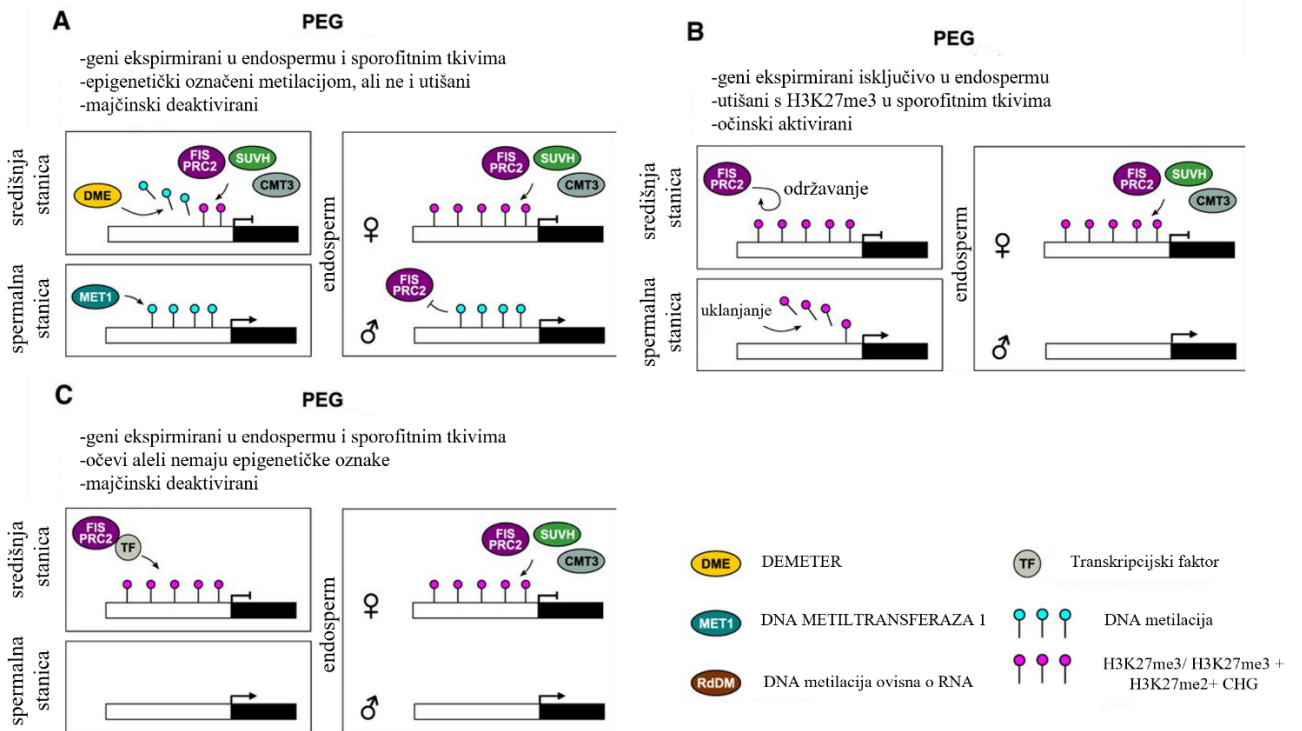 A
PEG
-geni ekspirmirani u endospermu i sporofitnim tkivima
-epigenetički označeni metilacijom, ali ne i utišani
-majčinski deaktivirani
središnja
stanica
DME
FIS
PRC2
SUVH
CMT3
spermalna
stanica
MET1
endosperm
♀
FIS
PRC2
SUVH
CMT3
♂
FIS
PRC2
B
PEG
-geni ekspirmirani isključivo u endospermu
-utišani s H3K27me3 u sporofitnim tkivima
-očinski aktivirani
središnja
stanica
FIS
PRC2
održavanje
spermalna
stanica
uklanjanje
endosperm
♀
FIS
PRC2
SUVH
CMT3
♂
C
PEG
-geni ekspirmirani u endospermu i sporofitnim tkivima
-očevi aleli nemaju epigenetičke oznake
-majčinski deaktivirani
središnja
stanica
FIS
PRC2
TF
spermalna
stanica
endosperm
♀
FIS
PRC2
SUVH
CMT3
♂
DME DEMETER
MET1 DNA METILTRANSFERAZA 1
RdDM DNA metilacija ovisna o RNA
TF Transkripcijski faktor
DNA metilacija
H3K27me3/ H3K27me3 +
H3K27me2+ CHG